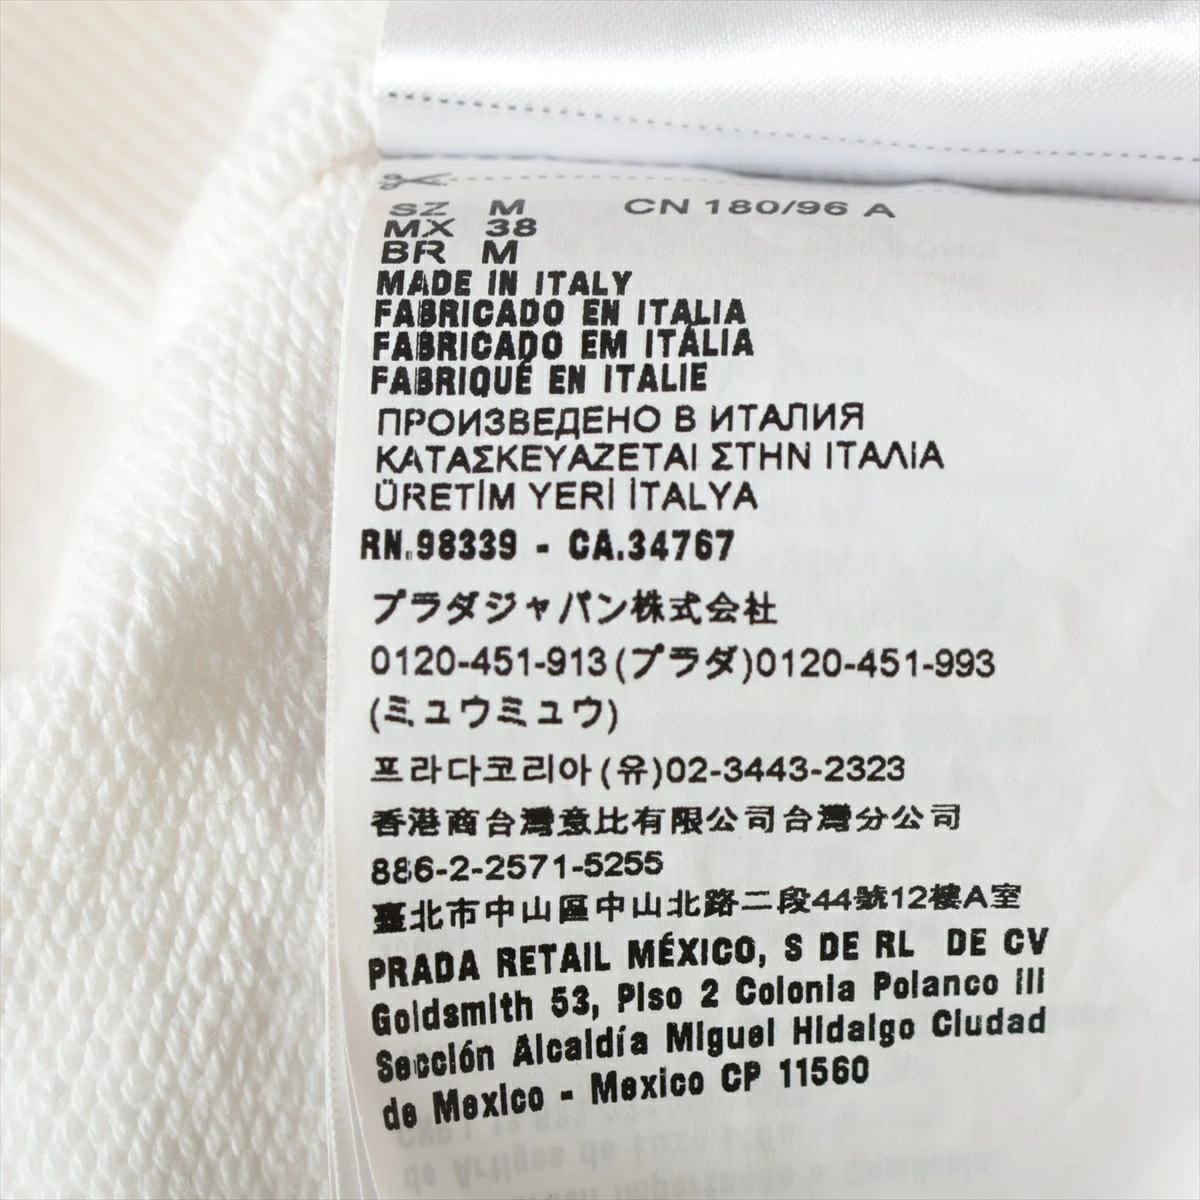 SZ M CN 180/96 A
MX 38
BR M
MADE IN ITALY
FABRICADO EN ITALIA
FABRICADO EM ITÁLIA
FABRIQUÉ EN ITALIE
ПРОИЗВЕДЕНО В ИТАЛИЯ
ΚΑΤΑΣΚΕΥΑΖΕΤΑΙ ΣΤΗΝ ΙΤΑΛΙΑ
ÜRETİM YERİ İTALYA
RN.98339 - CA.34767
プラダジャパン株式会社
0120-451-913(プラダ)0120-451-993
(ミュウミュウ)
프라다코리아(유)02-3443-2323
香港商台灣意比有限公司台灣分公司
886-2-2571-5255
臺北市中山區中山北路二段44號12樓A室
PRADA RETAIL MÉXICO, S DE RL DE CV
Goldsmith 53, Piso 2 Colonia Polanco III
Sección Alcaldía Miguel Hidalgo Ciudad
de Mexico - Mexico CP 11560